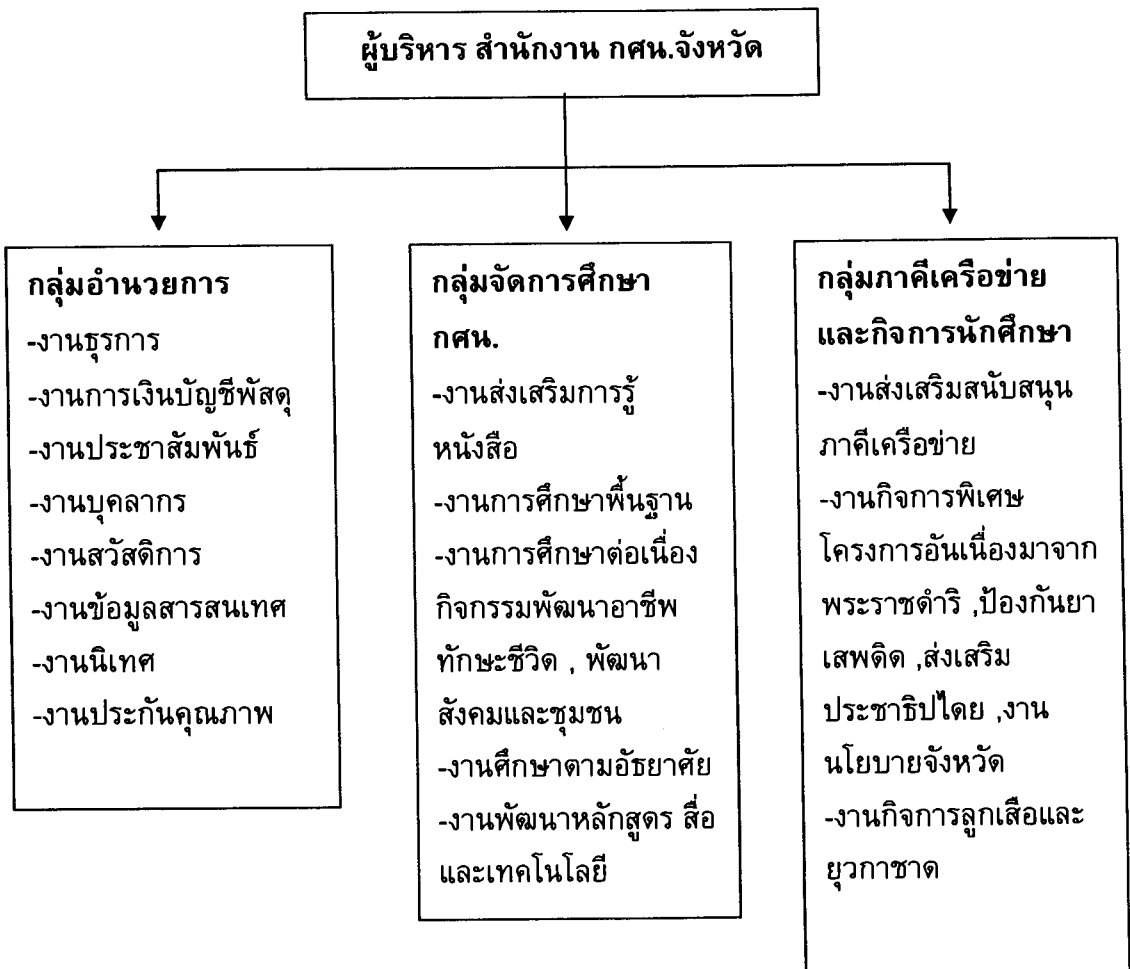 ผู้บริหาร สำนักงาน กศน.จังหวัด
กลุ่มอำนวยการ
-งานธุรการ
-งานการเงินบัญชีพัสดุ
-งานประชาสัมพันธ์
-งานบุคลากร
-งานสวัสดิการ
-งานข้อมูลสารสนเทศ
-งานนิเทศ
-งานประกันคุณภาพ
กลุ่มจัดการศึกษา
กศน.
-งานส่งเสริมการรู้
หนังสือ
-งานการศึกษาพื้นฐาน
-งานการศึกษาต่อเนื่อง
กิจกรรมพัฒนาอาชีพ
ทักษะชีวิต , พัฒนา
สังคมและชุมชน
-งานศึกษาตามอัธยาศัย
-งานพัฒนาหลักสูตร สื่อ
และเทคโนโลยี
กลุ่มภาคีเครือข่าย
และกิจการนักศึกษา
-งานส่งเสริมสนับสนุน
ภาคีเครือข่าย
-งานกิจการพิเศษ
โครงการอันเนื่องมาจาก
พระราชดำริ ,ป้องกันยา
เสพติด ,ส่งเสริม
ประชาธิปไตย ,งาน
นโยบายจังหวัด
-งานกิจการลูกเสือและ
ยุวกาชาด